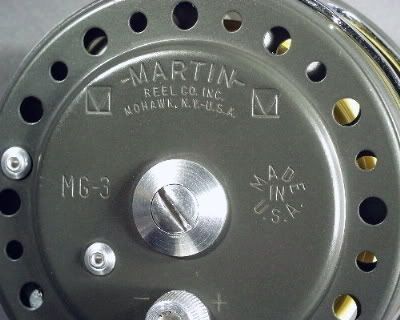 -MARTIN-
REEL CO. INC.
MOHAWK, N.Y.-U.S.A.
M M
MG-3
MADE
IN
U.S.A.
- +